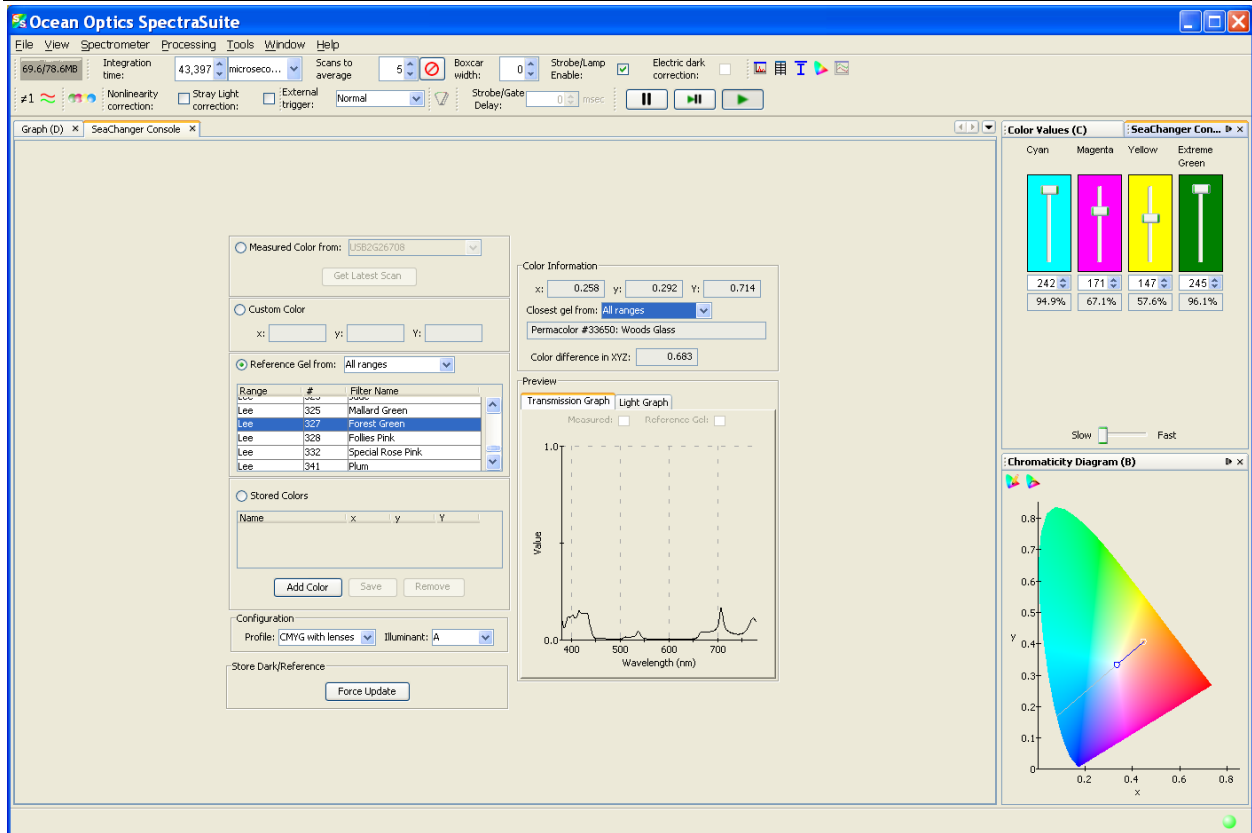 Ocean Optics SpectraSuite
File View Spectrometer Processing Tools Window Help
69.6/78.6MB Integration time: 43,397 microseco... Scans to average 5 Boxcar width: 0 Strobe/Lamp Enable: Electric dark correction:
≠1 Nonlinearity correction: Stray Light correction: External trigger: Normal Strobe/Gate Delay: 0 msec
Graph (D) × SeaChanger Console ×
Measured Color from: USB2G26708
Get Latest Scan
Custom Color
x: y: Y:
Reference Gel from: All ranges
Range # Filter Name
Lee 325 Mallard Green
Lee 327 Forest Green
Lee 328 Follies Pink
Lee 332 Special Rose Pink
Lee 341 Plum
Stored Colors
Name x y Y
Add Color Save Remove
Configuration
Profile: CMYG with lenses Illuminant: A
Store Dark/Reference
Force Update
Color Information
x: 0.258 y: 0.292 Y: 0.714
Closest gel from: All ranges
Permacolor #33650: Woods Glass
Color difference in XYZ: 0.683
Preview
Transmission Graph Light Graph
Measured: Reference Gel:
1.0
Value
0.0
400 500 600 700
Wavelength (nm)
Color Values (C) SeaChanger Con... ×
Cyan Magenta Yellow Extreme Green
242 171 147 245
94.9% 67.1% 57.6% 96.1%
Slow Fast
Chromaticity Diagram (B) ×
0.8
0.7
0.6
0.5
y 0.4
0.3
0.2
0.1
0
0.2 0.4 0.6 0.8
x